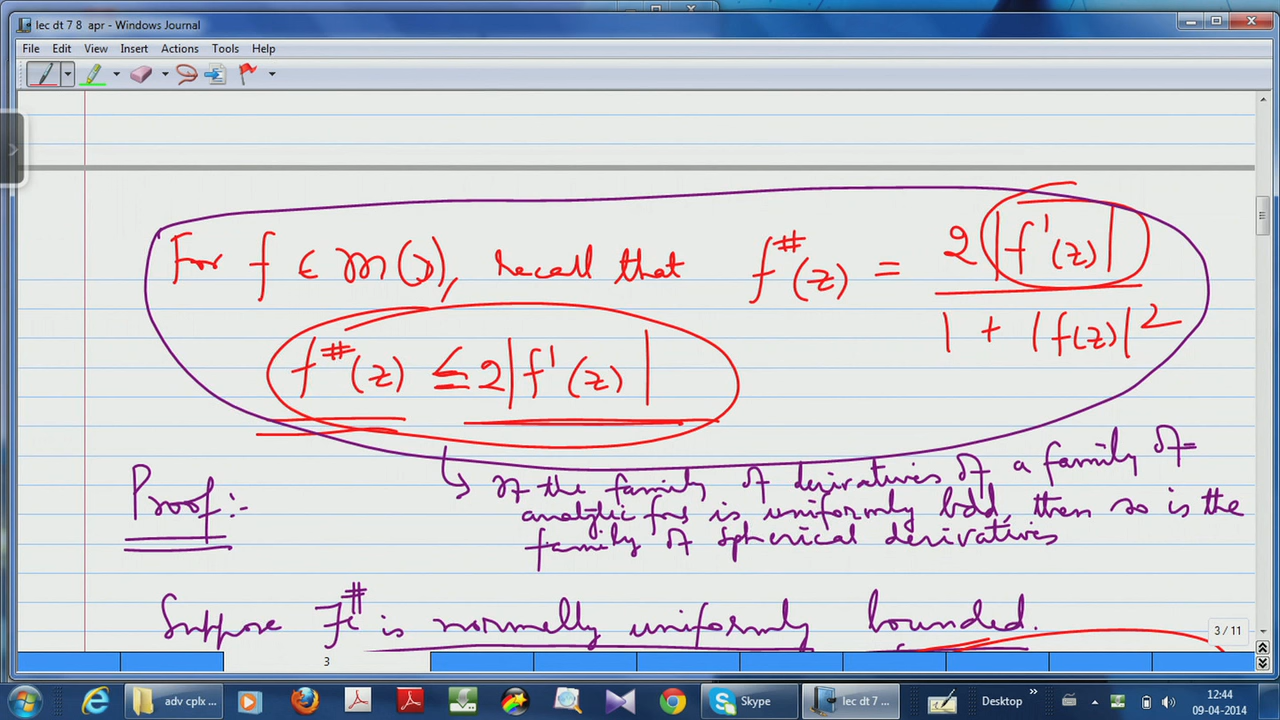 lec dt 7 8 apr - Windows Journal
File Edit View Insert Actions Tools Help
For f ∈ M(D), recall that f^#(z) = 2|f'(z)| / 1 + |f(z)|^2
f^#(z) ≤ 2|f'(z)|
Proof:-
↳ If the family of derivatives of a family of
analytic fns is uniformly bdd, then so is the
family of spherical derivatives
Suppose F^# is normally uniformly bounded.
3 / 11
3
adv cplx ...
Skype
lec dt 7 ...
Desktop
12:44
09-04-2014